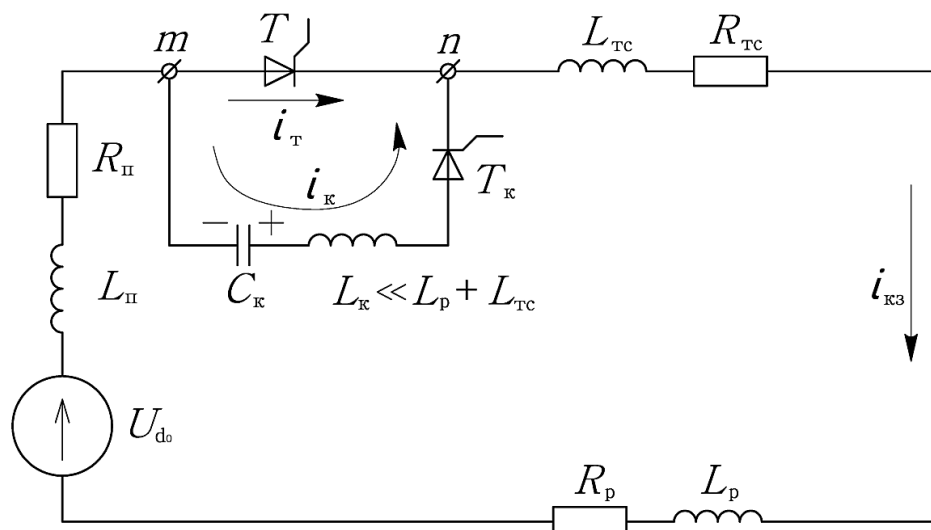 m T n L_тс R_тс
i_т
R_п i_к T_к
− +
L_п C_к L_к ≪ L_р + L_тс i_кз
U_d₀
R_р L_р